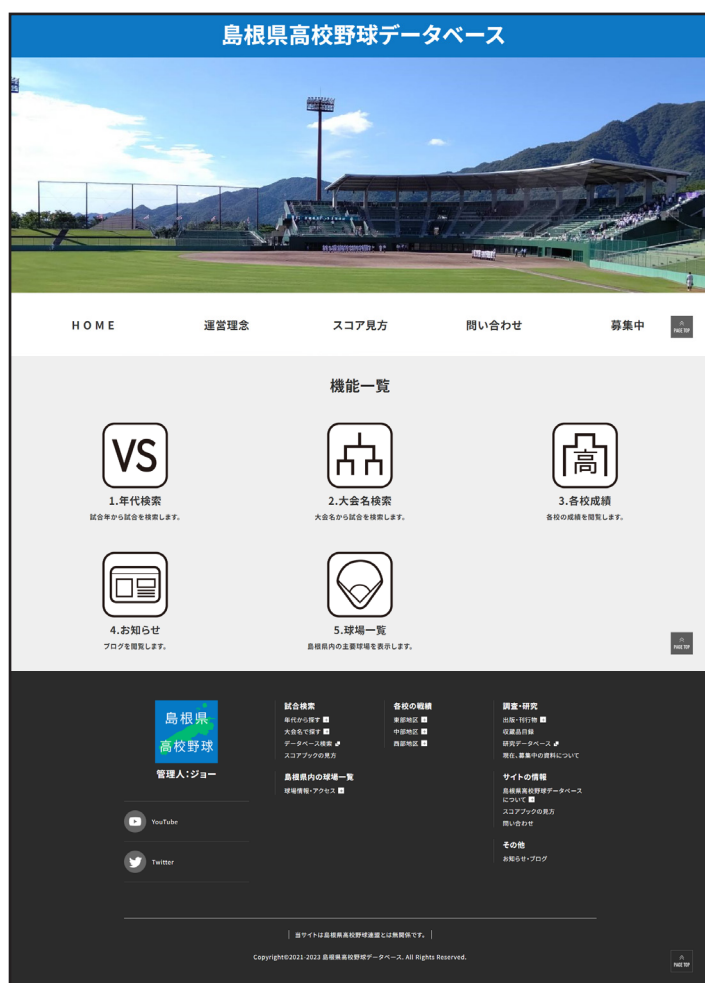 島根県高校野球データベース
HOME
運営理念
スコア見方
問い合わせ
募集中
PAGE TOP
機能一覧
VS
高
1.年代検索
2.大会名検索
3.各校成績
試合年から試合を検索します。
大会名から試合を検索します。
各校の成績を閲覧します。
4.お知らせ
5.球場一覧
ブログを閲覧します。
島根県内の主要球場を表示します。
PAGE TOP
島根県
高校野球
管理人:ジョー
YouTube
Twitter
試合検索
年代から探す
大会名で探す
データベース検索
スコアブックの見方
島根県内の球場一覧
球場情報・アクセス
各校の戦績
東部地区
中部地区
西部地区
調査・研究
出版・刊行物
収蔵品目録
研究データベース
現在、募集中の資料について
サイトの情報
島根県高校野球データベース
について
スコアブックの見方
問い合わせ
その他
お知らせ・ブログ
当サイトは島根県高校野球連盟とは無関係です。
Copyright©2021-2023 島根県高校野球データベース. All Rights Reserved.
PAGE TOP